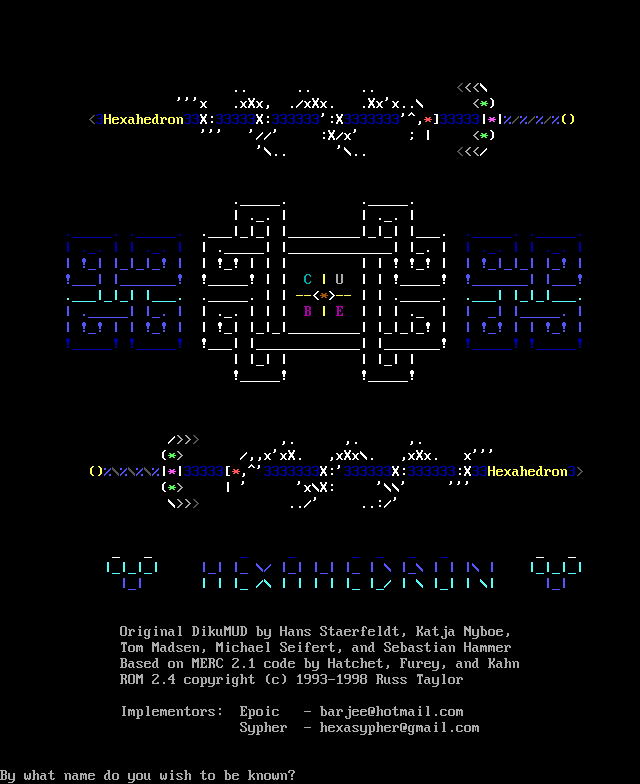 Hexahedron
C | U
B | E
Hexahedron
HEXAHEDRON
Original DikuMUD by Hans Staerfeldt, Katja Nyboe,
Tom Madsen, Michael Seifert, and Sebastian Hammer
Based on MERC 2.1 code by Hatchet, Furey, and Kahn
ROM 2.4 copyright (c) 1993-1998 Russ Taylor
Implementors:  Epoic   - barjee@hotmail.com
Sypher  - hexasypher@gmail.com
By what name do you wish to be known?